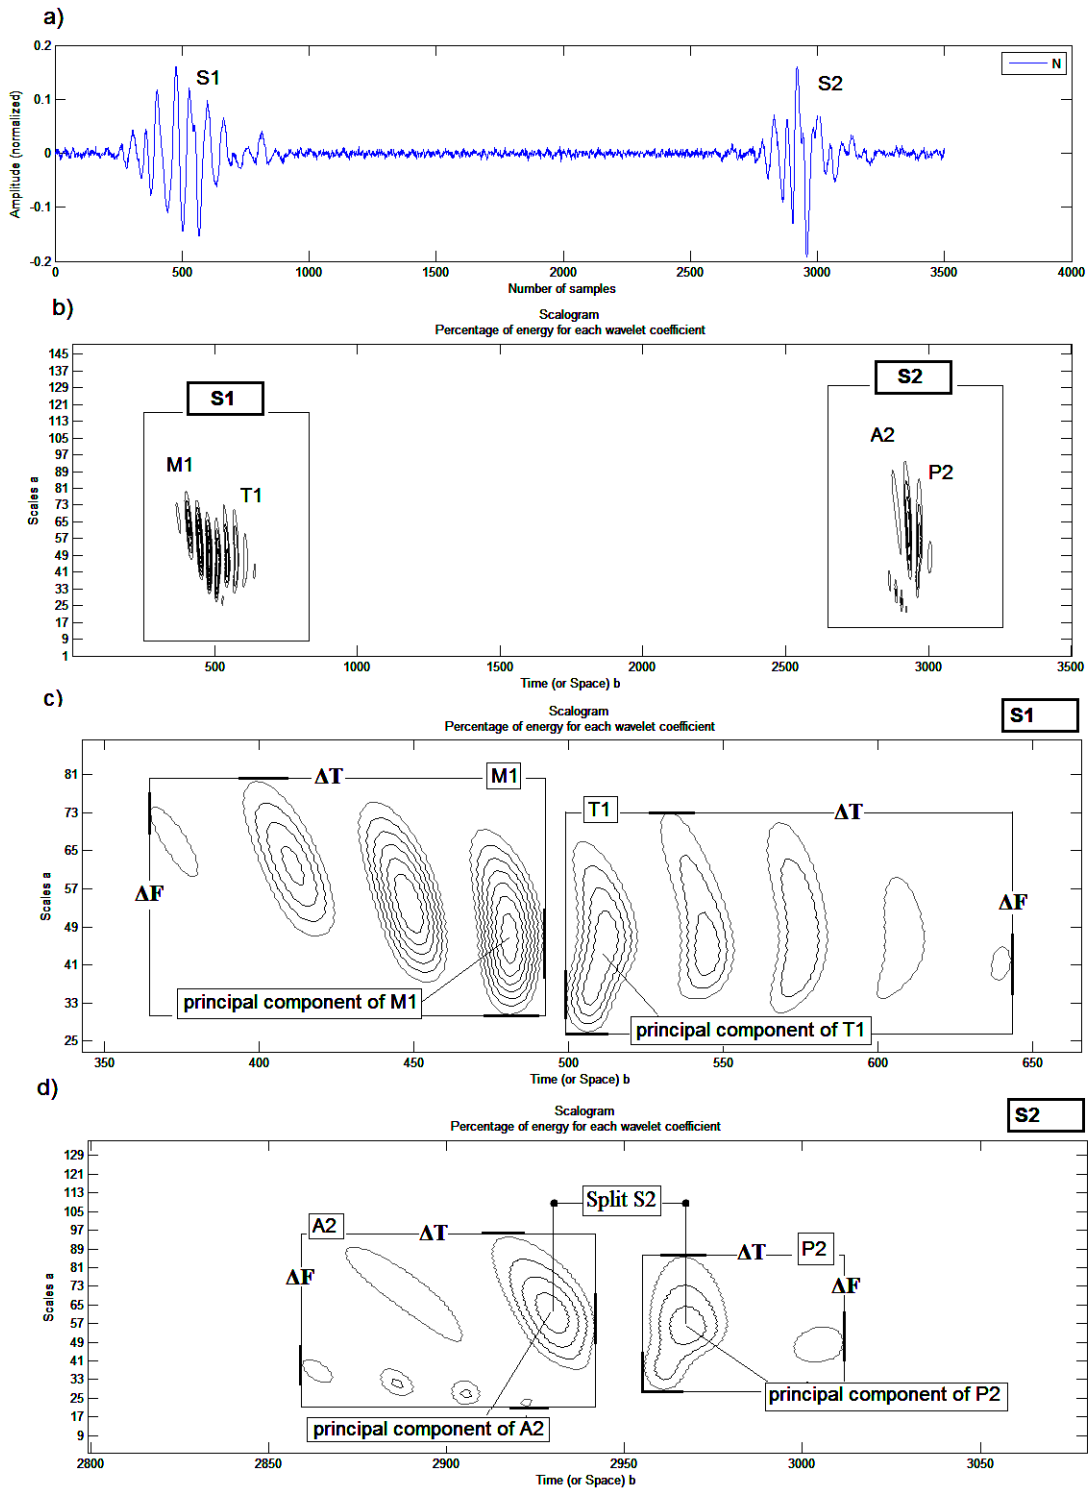 a)
0.2
0.1
0
-0.1
-0.2
Amplitude (normalized)
S1
S2
N
0 500 1000 1500 2000 2500 3000 3500 4000
Number of samples
b)
Scalogram
Percentage of energy for each wavelet coefficient
145
137
129
121
113
105
97
89
81
73
65
57
49
41
33
25
17
9
1
Scales a
S1
M1
T1
S2
A2
P2
500 1000 1500 2000 2500 3000 3500
Time (or Space) b
c)
Scalogram
Percentage of energy for each wavelet coefficient
S1
81
73
65
57
49
41
33
25
Scales a
ΔT
M1
T1
ΔT
ΔF
ΔF
principal component of M1
principal component of T1
350 400 450 500 550 600 650
Time (or Space) b
d)
Scalogram
Percentage of energy for each wavelet coefficient
S2
129
121
113
105
97
89
81
73
65
57
49
41
33
25
17
9
Scales a
Split S2
A2
ΔT
ΔT
P2
ΔF
ΔF
principal component of P2
principal component of A2
2800 2850 2900 2950 3000 3050
Time (or Space) b